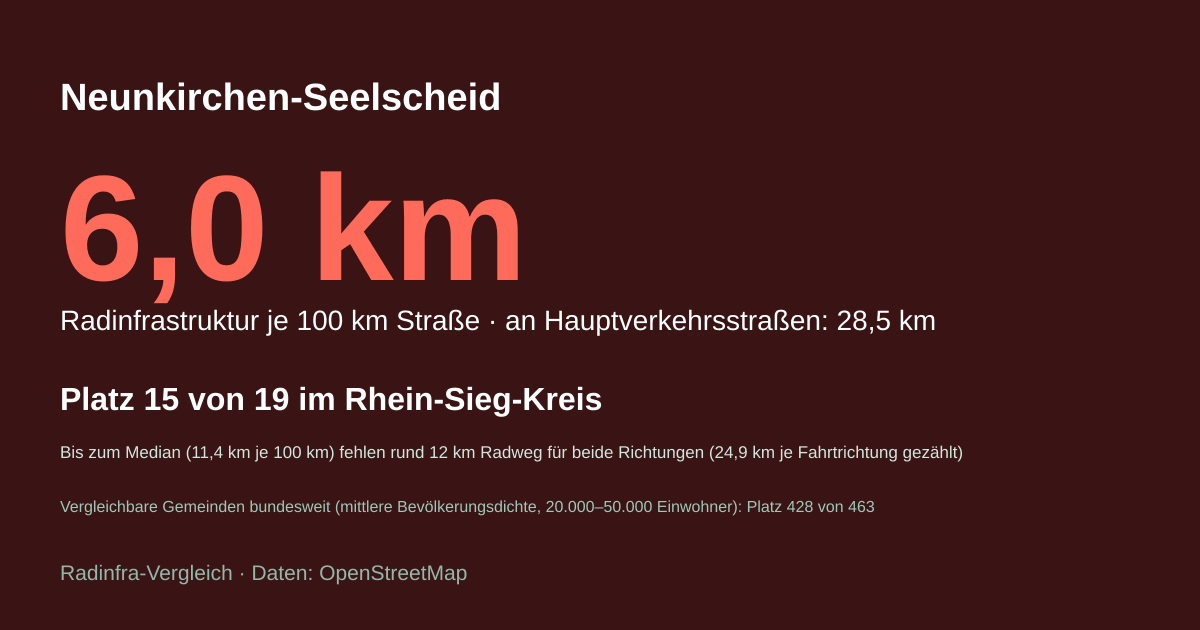 Neunkirchen-Seelscheid
6,0 km
Radinfrastruktur je 100 km Straße · an Hauptverkehrsstraßen: 28,5 km
Platz 15 von 19 im Rhein-Sieg-Kreis
Bis zum Median (11,4 km je 100 km) fehlen rund 12 km Radweg für beide Richtungen (24,9 km je Fahrtrichtung gezählt)
Vergleichbare Gemeinden bundesweit (mittlere Bevölkerungsdichte, 20.000–50.000 Einwohner): Platz 428 von 463
Radinfra-Vergleich · Daten: OpenStreetMap